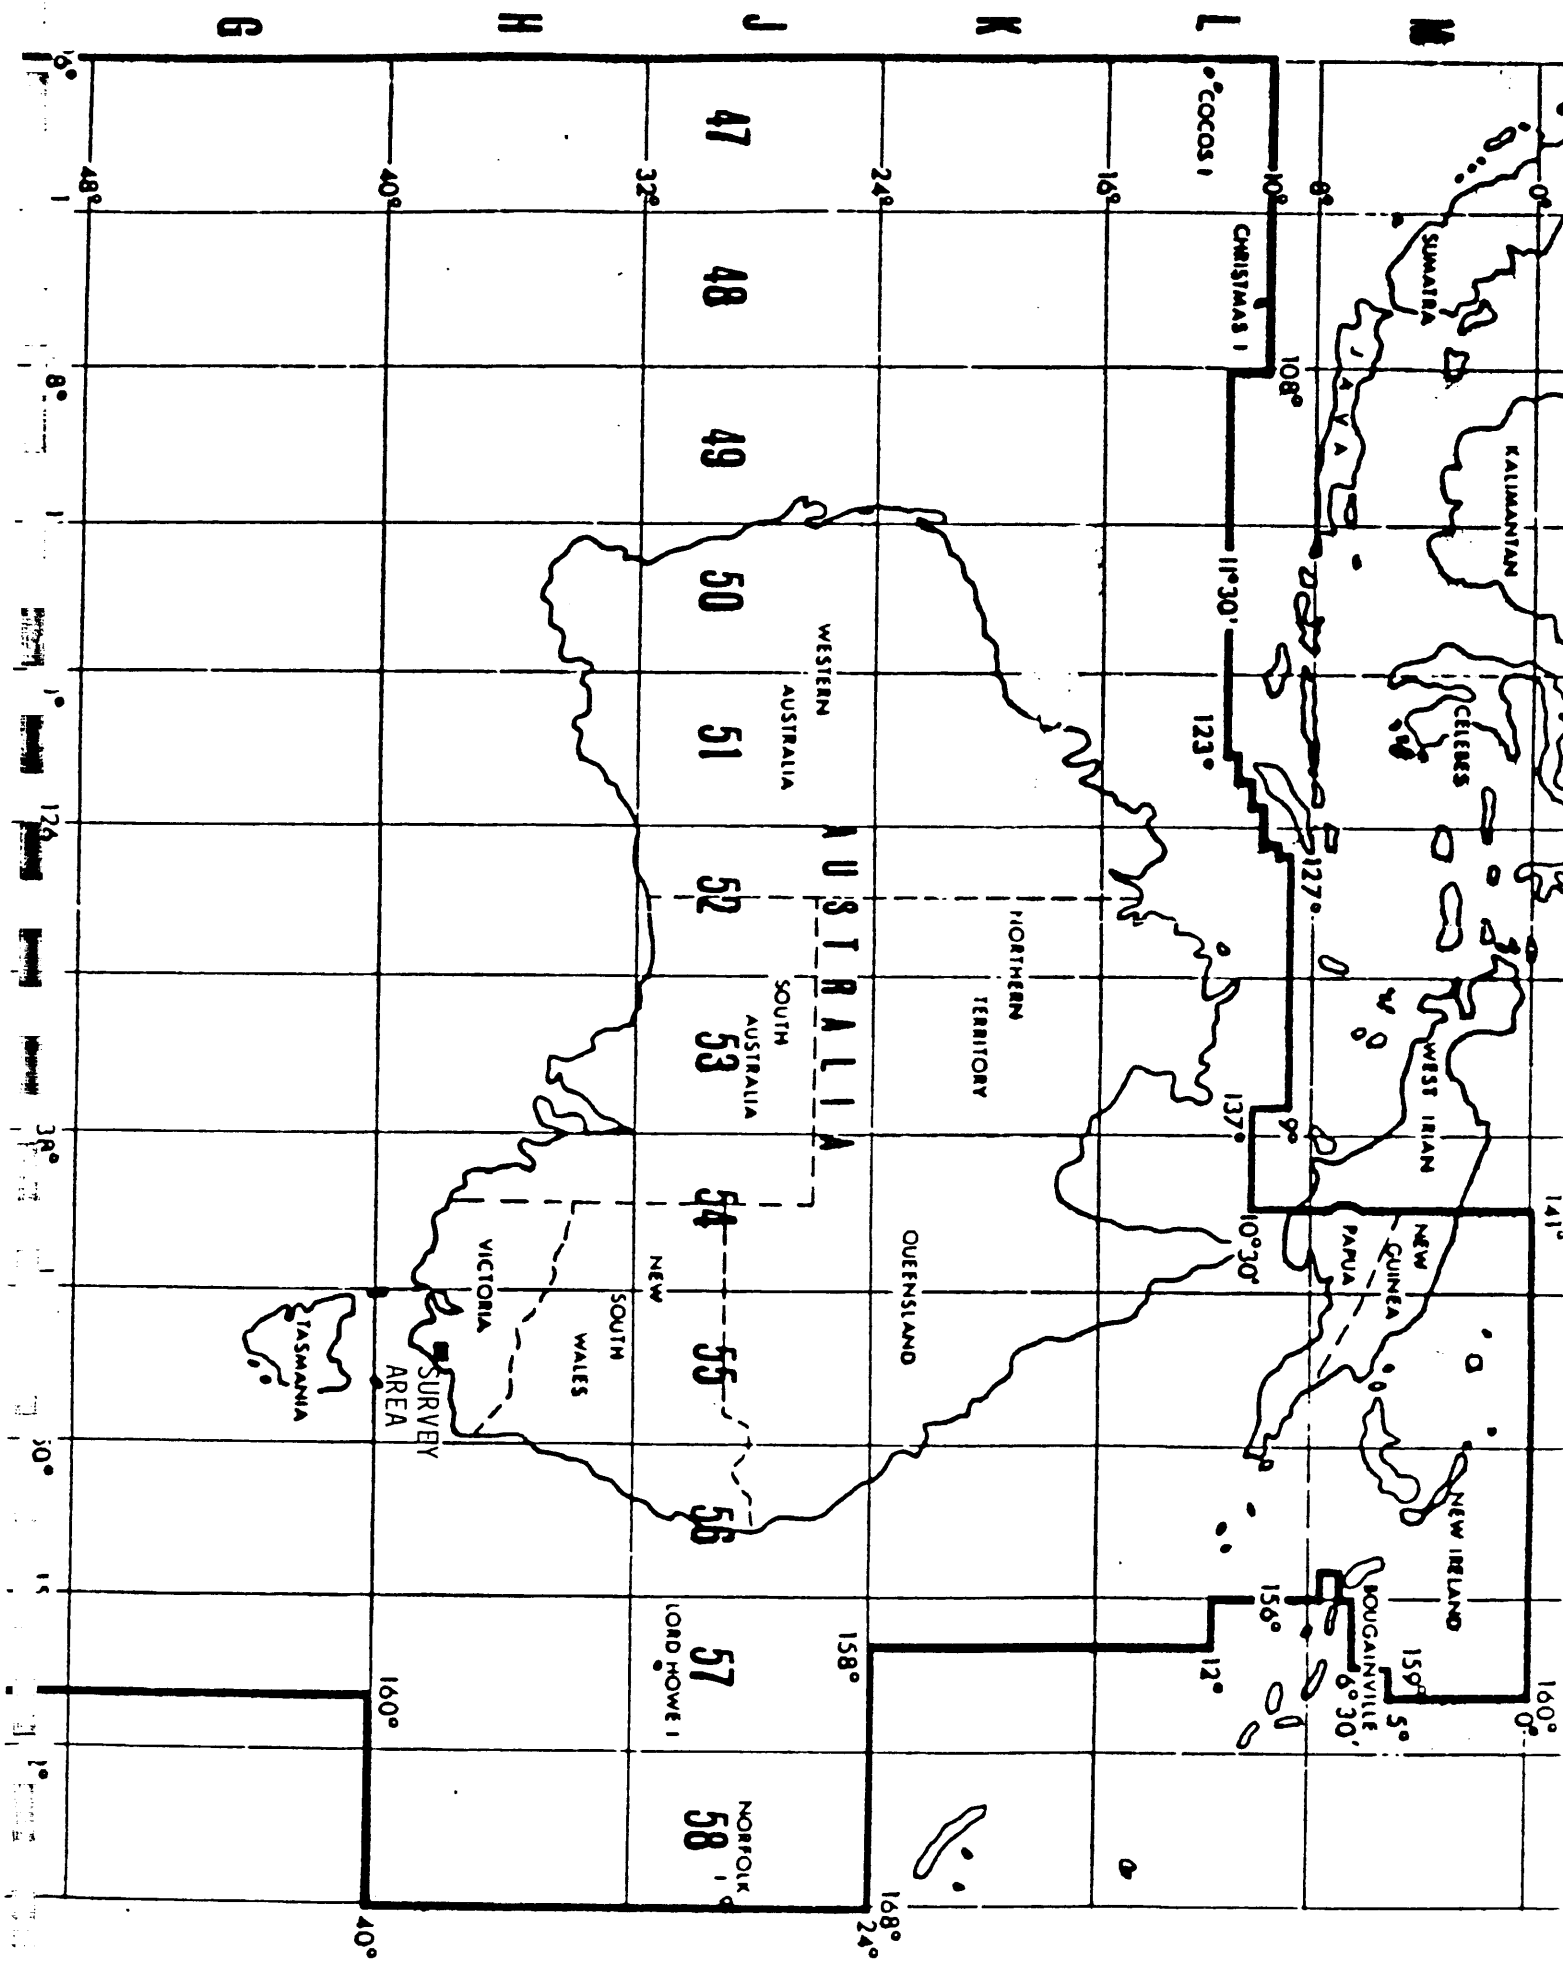 M
0°
141°
160°
0°
KALIMANTAN
CELEBES
NEW IRELAND
SUMATRA
WEST IRIAN
NEW
GUINEA
159°
5°
JAVA
PAPUA
BOUGAINVILLE
6°30'
8°
127°
9°
108°
156°
10°
137°
10°30'
L
COCOS I
CHRISTMAS I
11°30'
123°
12°
16°
K
NORTHERN
TERRITORY
QUEENSLAND
24°
158°
168°
24°
AUSTRALIA
WESTERN
AUSTRALIA
SOUTH
AUSTRALIA
J
47
48
49
50
51
52
53
54
55
56
57
58
NORFOLK I
32°
NEW
SOUTH
WALES
LORD HOWE I
H
VICTORIA
SURVEY
AREA
40°
160°
40°
TASMANIA
G
48°